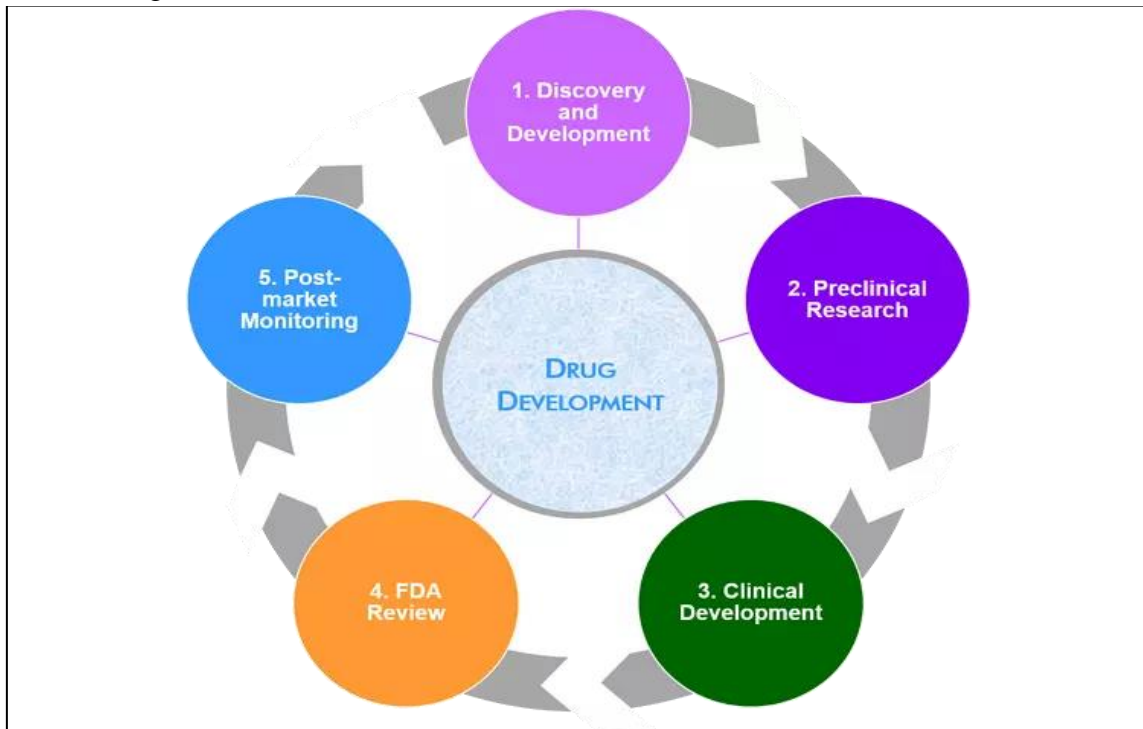 1. Discovery
and
Development
2. Preclinical
Research
3. Clinical
Development
4. FDA
Review
5. Post-
market
Monitoring
DRUG
DEVELOPMENT